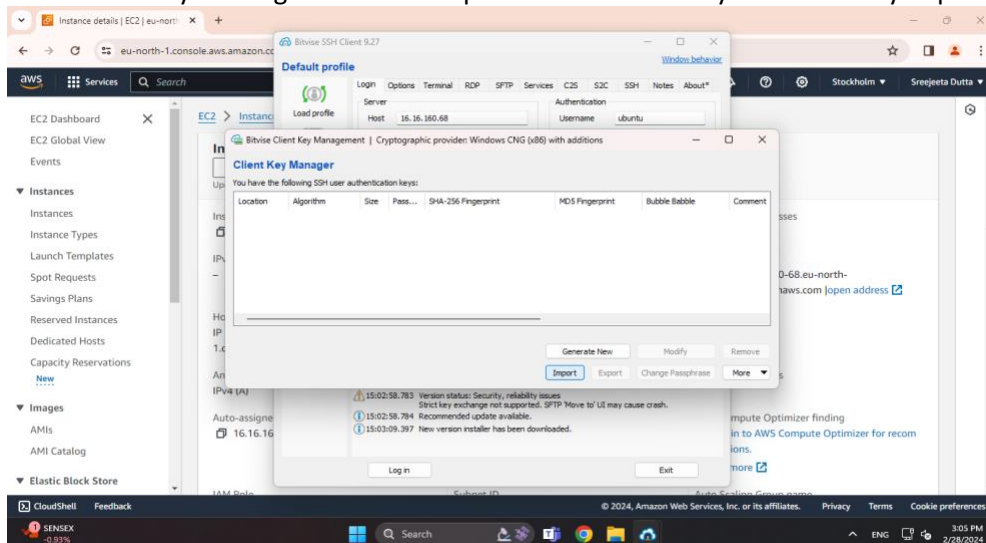 Instance details | EC2 | eu-north
eu-north-1.console.aws.amazon.cc
aws
Services
Search
Stockholm
Sreejeeta Dutta
EC2 Dashboard
EC2 Global View
Events
Instances
Instances
Instance Types
Launch Templates
Spot Requests
Savings Plans
Reserved Instances
Dedicated Hosts
Capacity Reservations
New
Images
AMIs
AMI Catalog
Elastic Block Store
EC2 > Instanc
Bitvise SSH Client 9.27
Default profile
Window behavior
Load profile
Login Options Terminal RDP SFTP Services C2S S2C SSH Notes About*
Server
Host 16.16.160.68
Authentication
Username ubuntu
Bitvise Client Key Management | Cryptographic provider: Windows CNG (x86) with additions
Client Key Manager
You have the following SSH user authentication keys:
Location Algorithm Size Pass... SHA-256 Fingerprint MD5 Fingerprint Bubble Babble Comment
Generate New Modify Remove
Import Export Change Passphrase More
sses
0-68.eu-north-
naws.com |open address
IP
IPv4 (A)
Auto-assigne
16.16.16
15:02:58.783 Version status: Security, reliability issues
Strict key exchange not supported. SFTP 'Move to' UI may cause crash.
15:02:58.784 Recommended update available.
15:03:09.397 New version installer has been downloaded.
Log in Exit
mpute Optimizer finding
in to AWS Compute Optimizer for recom
ions.
more
CloudShell Feedback
© 2024, Amazon Web Services, Inc. or its affiliates. Privacy Terms Cookie preferences
SENSEX
-0.93%
Search
ENG
3:05 PM
2/28/2024